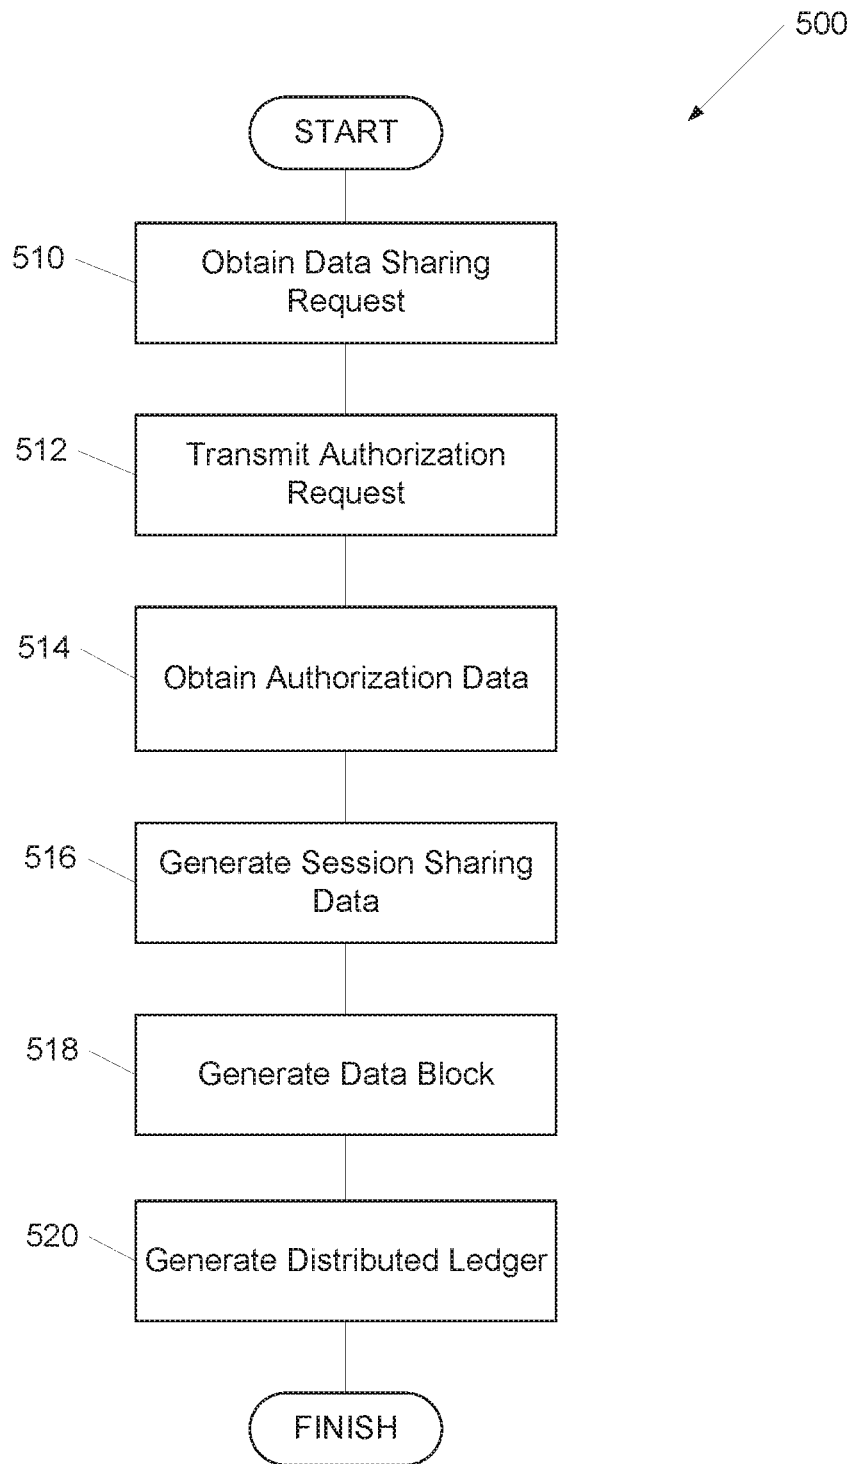 500
START
510
Obtain Data Sharing
Request
512
Transmit Authorization
Request
514
Obtain Authorization Data
516
Generate Session Sharing
Data
518
Generate Data Block
520
Generate Distributed Ledger
FINISH